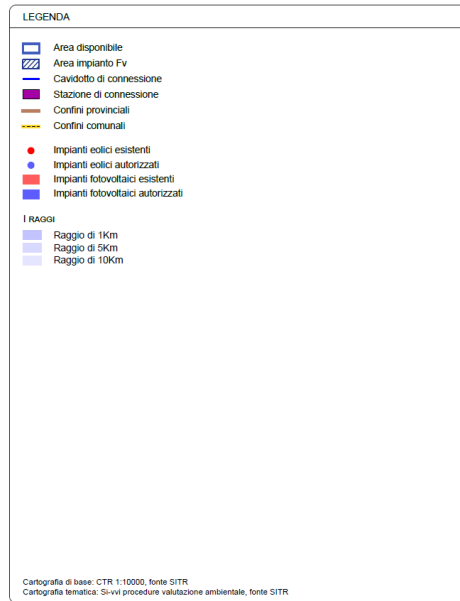 LEGENDA
Area disponibile
Area impianto Fv
Cavidotto di connessione
Stazione di connessione
Confini provinciali
Confini comunali
Impianti eolici esistenti
Impianti eolici autorizzati
Impianti fotovoltaici esistenti
Impianti fotovoltaici autorizzati
I RAGGI
Raggio di 1Km
Raggio di 5Km
Raggio di 10Km
Cartografia di base: CTR 1:10000, fonte SITR
Cartografia tematica: Si-vvi procedure valutazione ambientale, fonte SITR